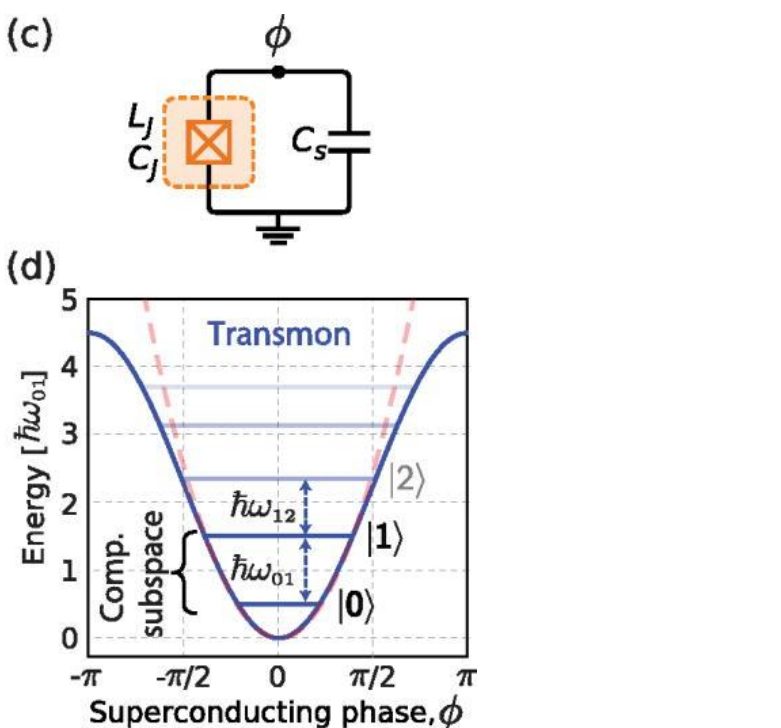 (c)
ϕ
L_J
C_J
C_s
(d)
Transmon
Energy [ℏω₀₁]
5
4
3
2
1
0
|2⟩
ℏω₁₂
|1⟩
Comp.
subspace
ℏω₀₁
|0⟩
-π
-π/2
0
π/2
π
Superconducting phase, ϕ